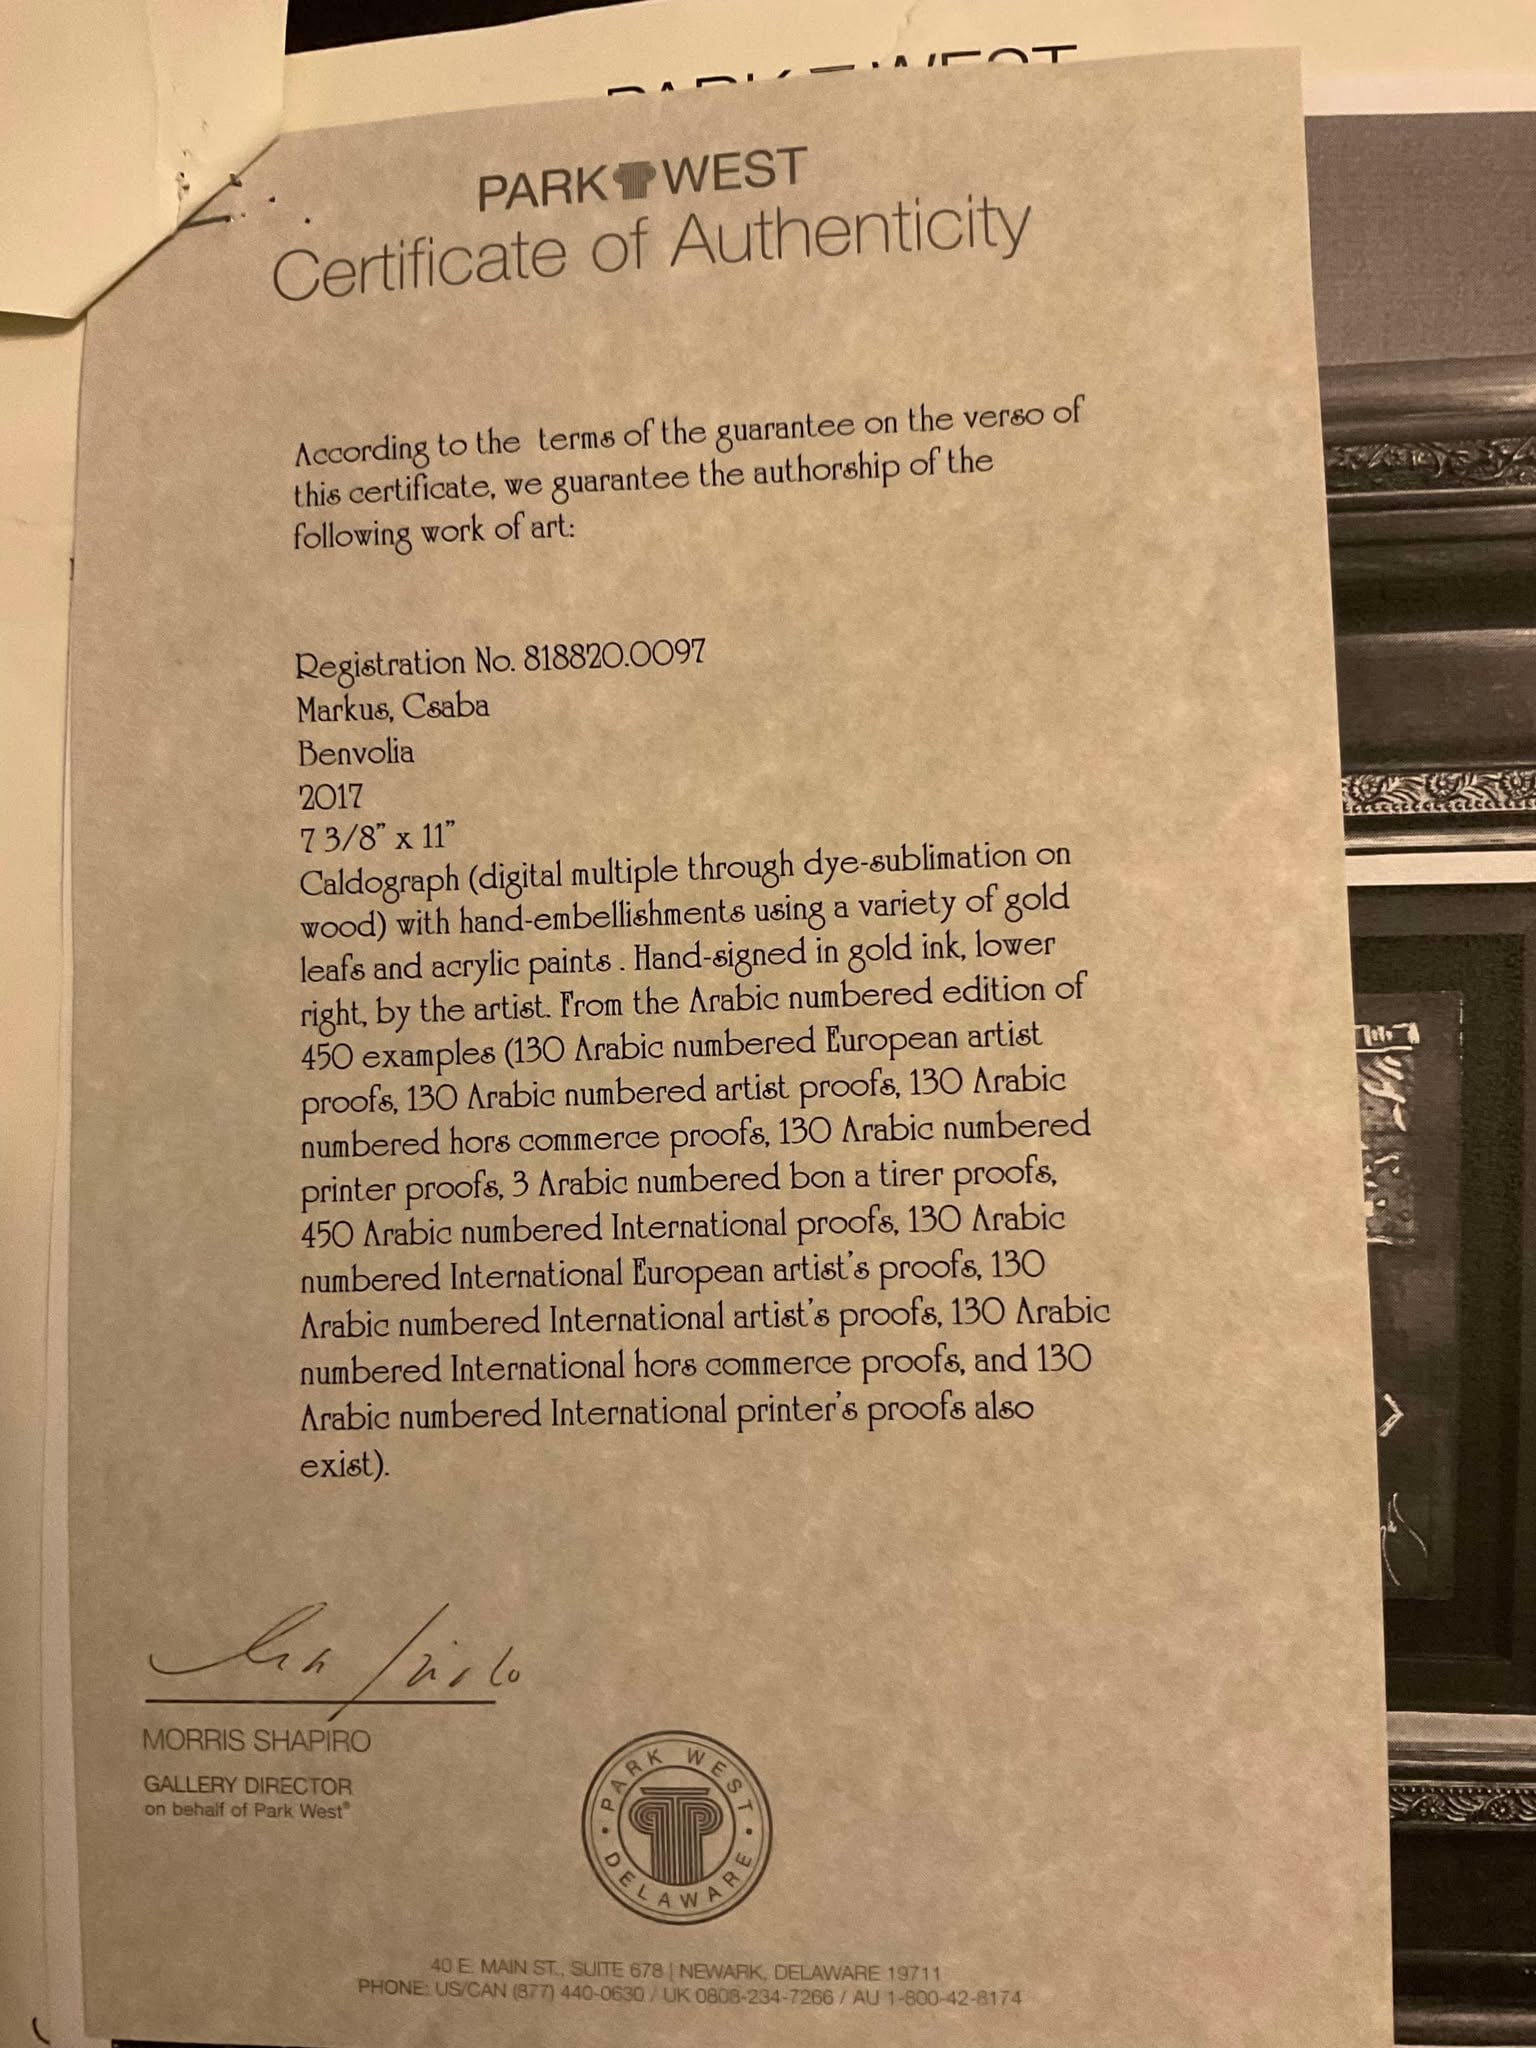 PARK WEST
PARK WEST
Certificate of Authenticity
According to the terms of the guarantee on the verso of
this certificate, we guarantee the authorship of the
following work of art:
Registration No. 818820.0097
Markus, Csaba
Benvolia
2017
7 3/8" x 11"
Caldograph (digital multiple through dye-sublimation on
wood) with hand-embellishments using a variety of gold
leafs and acrylic paints . Hand-signed in gold ink, lower
right, by the artist. From the Arabic numbered edition of
450 examples (130 Arabic numbered European artist
proofs, 130 Arabic numbered artist proofs, 130 Arabic
numbered hors commerce proofs, 130 Arabic numbered
printer proofs, 3 Arabic numbered bon a tirer proofs,
450 Arabic numbered International proofs, 130 Arabic
numbered International European artist's proofs, 130
Arabic numbered International artist's proofs, 130 Arabic
numbered International hors commerce proofs, and 130
Arabic numbered International printer's proofs also
exist).
MORRIS SHAPIRO
GALLERY DIRECTOR
on behalf of Park West®
PARK WEST
• DELAWARE •
40 E. MAIN ST., SUITE 678 | NEWARK, DELAWARE 19711
PHONE: US/CAN (877) 440-0630 / UK 0808-234-7266 / AU 1-800-42-8174